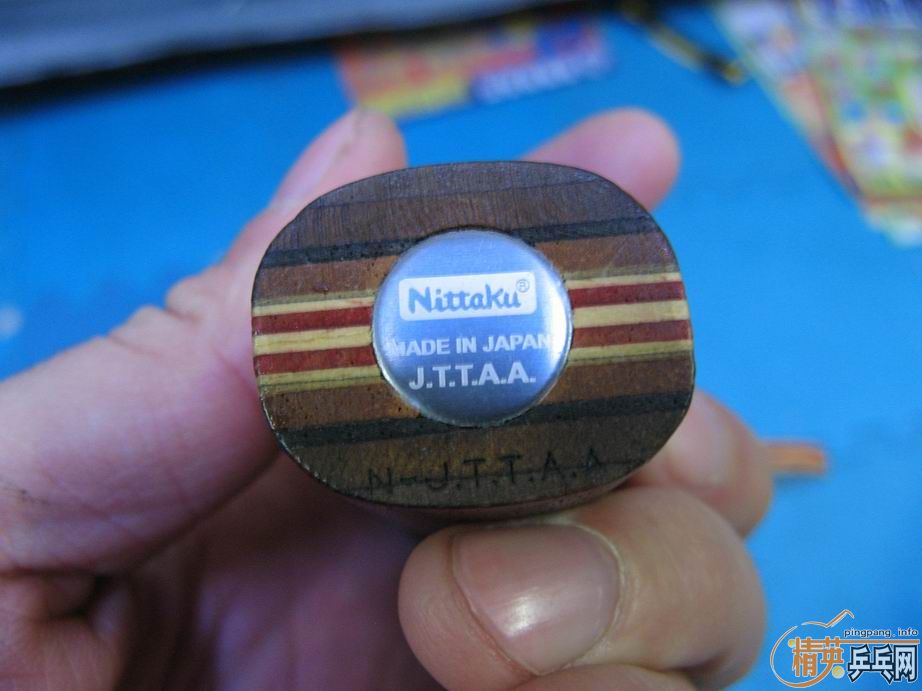 Nittaku®
MADE IN JAPAN
J.T.T.A.A.
N-J.T.T.A.A
pingpang.info
精英乒乓网